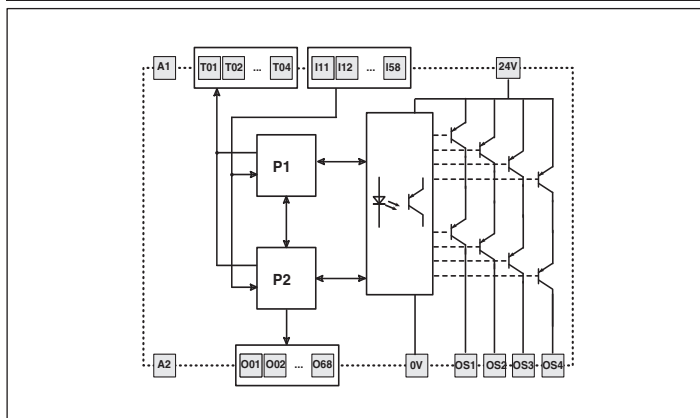 A1 T01 T02 ... T04 I11 I12 ... I58 24V
P1
P2
A2 O01 O02 ... O68 0V OS1 OS2 OS3 OS4